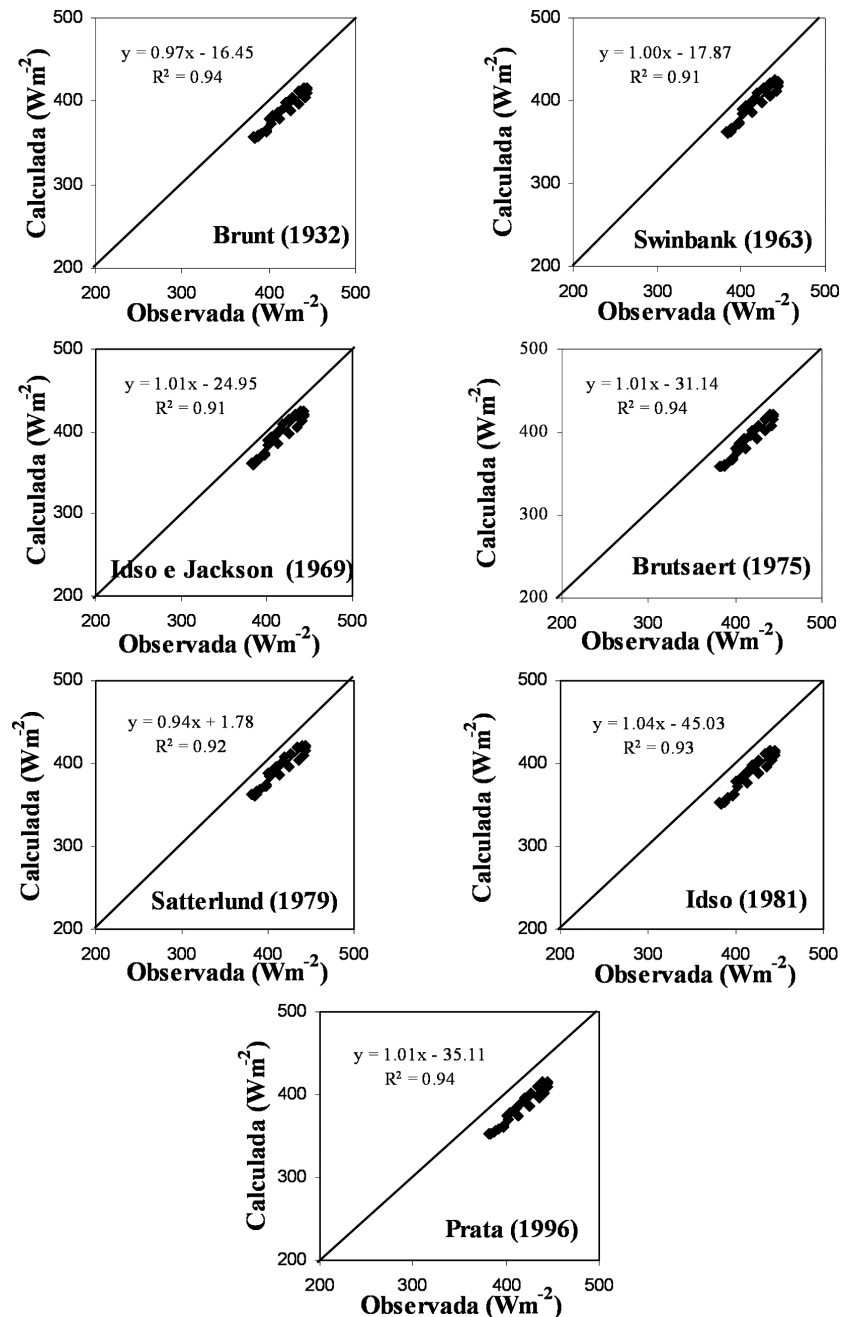 500
400
300
200
Calculada (Wm⁻²)
y = 0.97x - 16.45
R² = 0.94
Brunt (1932)
200 300 400 500
Observada (Wm⁻²)
500
400
300
200
Calculada (Wm⁻²)
y = 1.00x - 17.87
R² = 0.91
Swinbank (1963)
200 300 400 500
Observada (Wm⁻²)
500
400
300
200
Calculada (Wm⁻²)
y = 1.01x - 24.95
R² = 0.91
Idso e Jackson (1969)
200 300 400 500
Observada (Wm⁻²)
500
400
300
200
Calculada (Wm⁻²)
y = 1.01x - 31.14
R² = 0.94
Brutsaert (1975)
200 300 400 500
Observada (Wm⁻²)
500
400
300
200
Calculada (Wm⁻²)
y = 0.94x + 1.78
R² = 0.92
Satterlund (1979)
200 300 400 500
Observada (Wm⁻²)
500
400
300
200
Calculada (Wm⁻²)
y = 1.04x - 45.03
R² = 0.93
Idso (1981)
200 300 400 500
Observada (Wm⁻²)
500
400
300
200
Calculada (Wm⁻²)
y = 1.01x - 35.11
R² = 0.94
Prata (1996)
200 300 400 500
Observada (Wm⁻²)